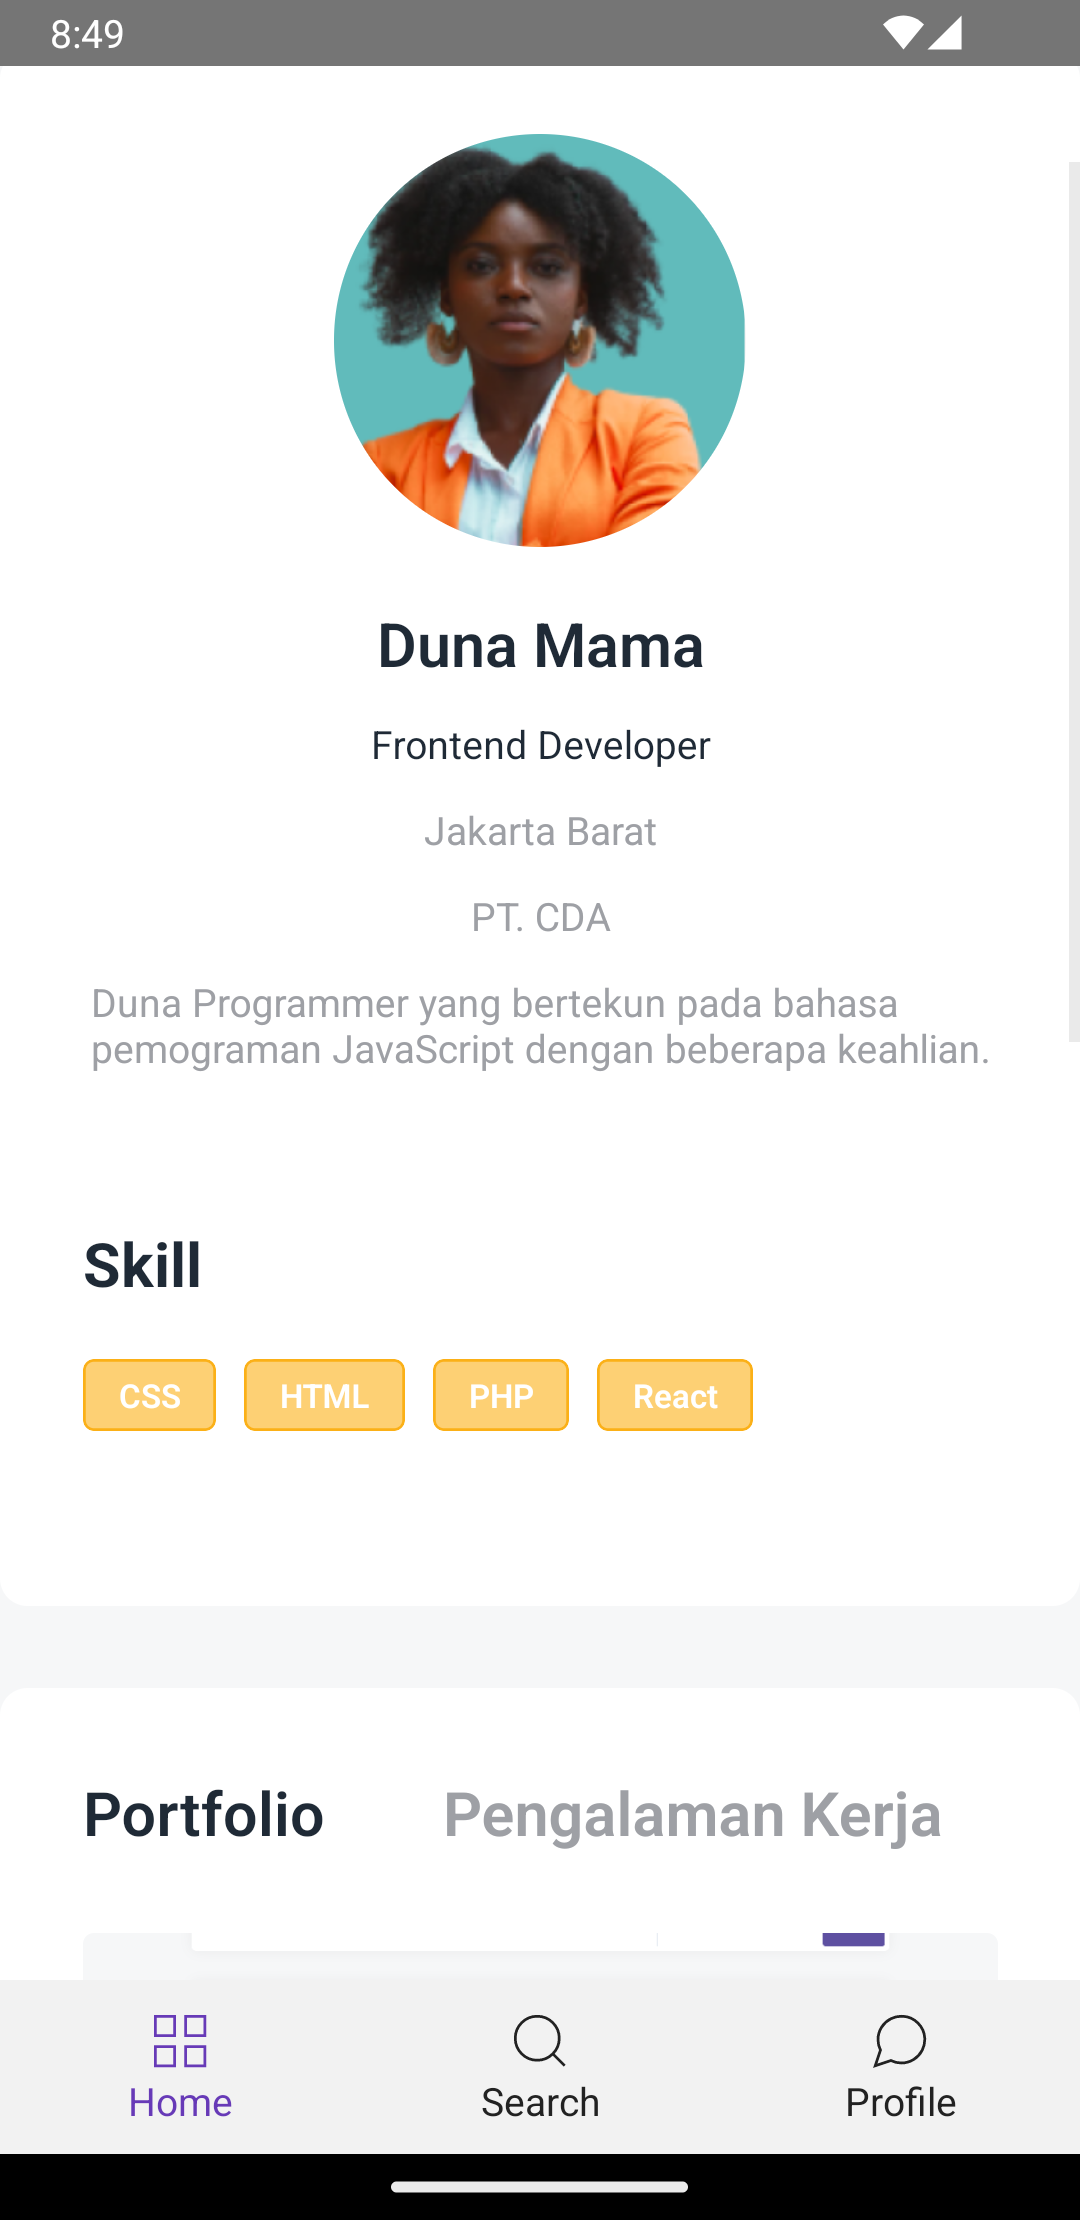 8:49
Duna Mama
Frontend Developer
Jakarta Barat
PT. CDA
Duna Programmer yang bertekun pada bahasa
pemograman JavaScript dengan beberapa keahlian.
Skill
CSS HTML PHP React
Portfolio Pengalaman Kerja
Home Search Profile